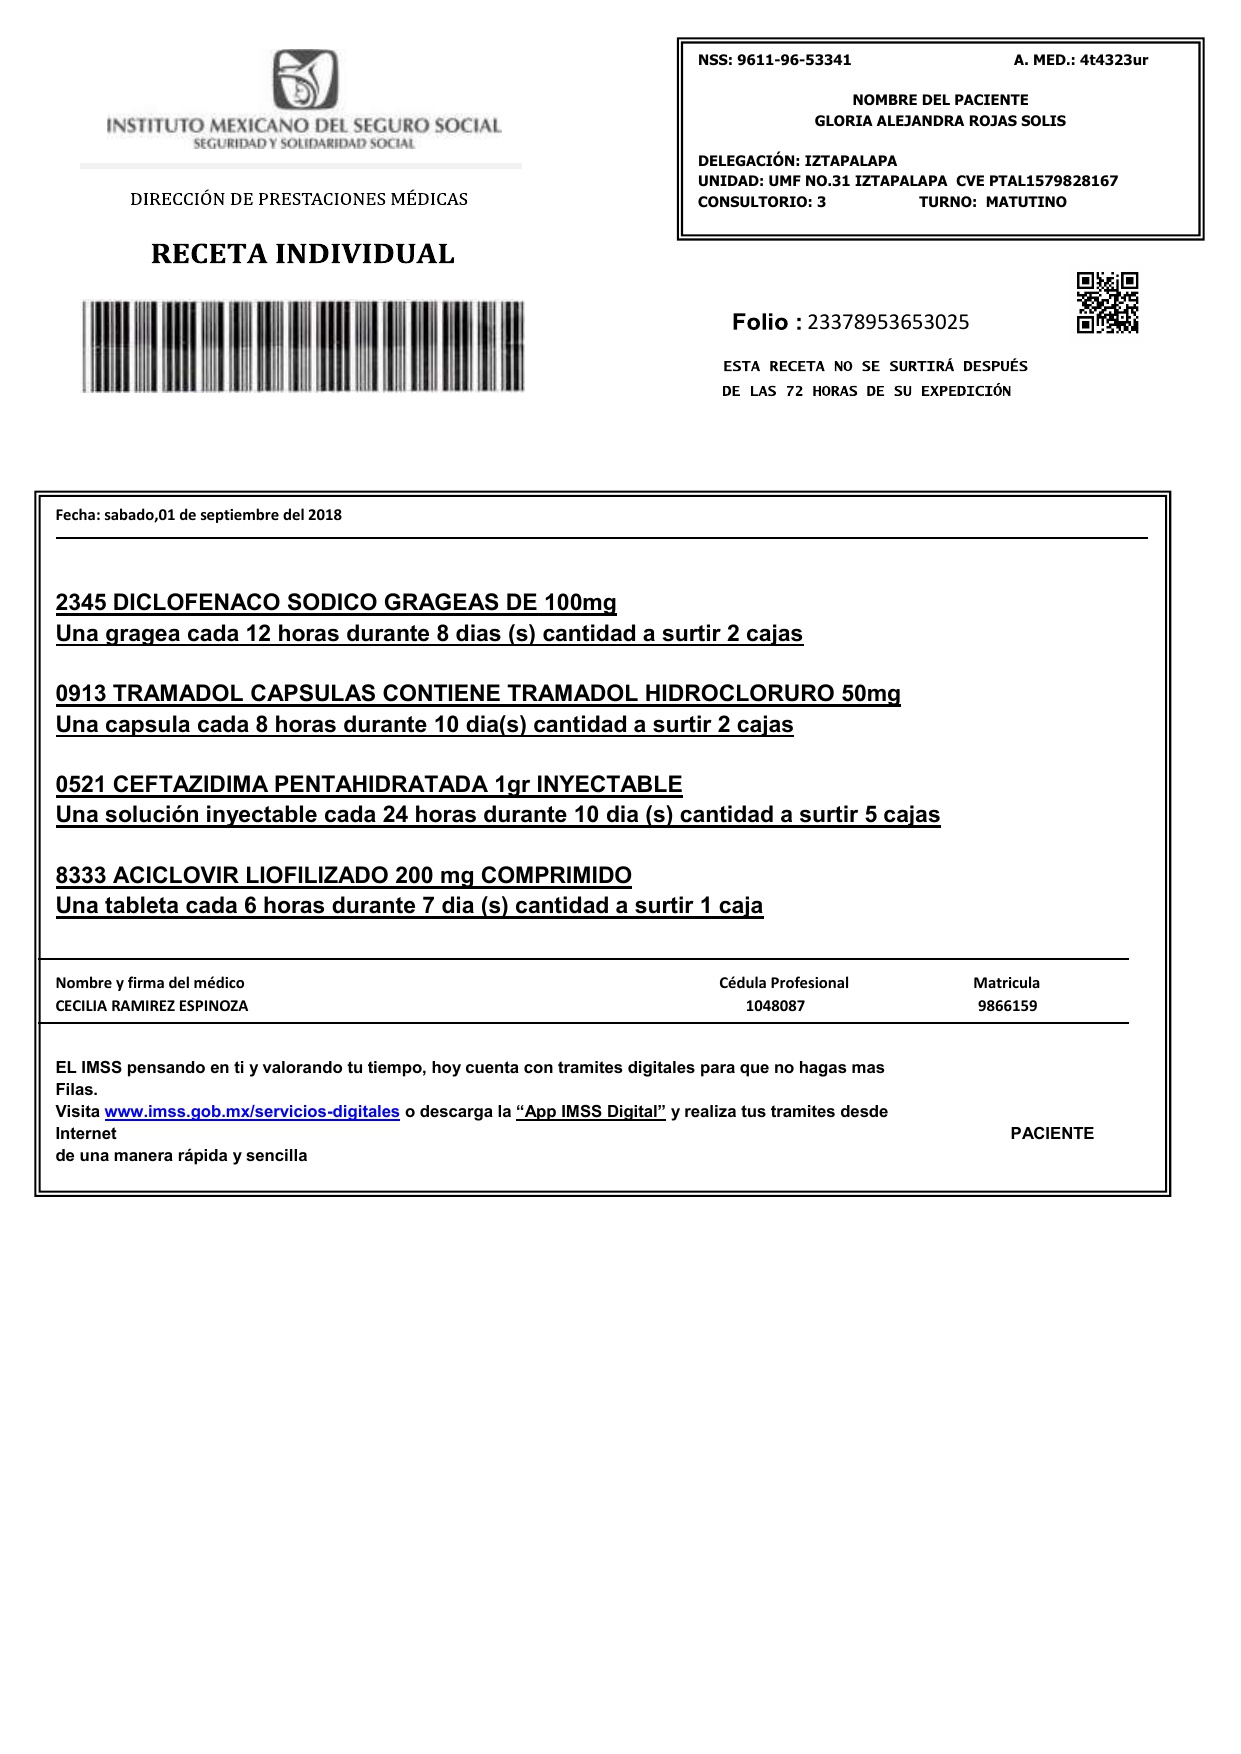 INSTITUTO MEXICANO DEL SEGURO SOCIAL
SEGURIDAD Y SOLIDARIDAD SOCIAL
DIRECCIÓN DE PRESTACIONES MÉDICAS
RECETA INDIVIDUAL
NSS: 9611-96-53341 A. MED.: 4t4323ur
NOMBRE DEL PACIENTE
GLORIA ALEJANDRA ROJAS SOLIS
DELEGACIÓN: IZTAPALAPA
UNIDAD: UMF NO.31 IZTAPALAPA CVE PTAL1579828167
CONSULTORIO: 3 TURNO: MATUTINO
Folio : 23378953653025
ESTA RECETA NO SE SURTIRÁ DESPUÉS
DE LAS 72 HORAS DE SU EXPEDICIÓN
Fecha: sabado,01 de septiembre del 2018
2345 DICLOFENACO SODICO GRAGEAS DE 100mg
Una gragea cada 12 horas durante 8 dias (s) cantidad a surtir 2 cajas
0913 TRAMADOL CAPSULAS CONTIENE TRAMADOL HIDROCLORURO 50mg
Una capsula cada 8 horas durante 10 dia(s) cantidad a surtir 2 cajas
0521 CEFTAZIDIMA PENTAHIDRATADA 1gr INYECTABLE
Una solución inyectable cada 24 horas durante 10 dia (s) cantidad a surtir 5 cajas
8333 ACICLOVIR LIOFILIZADO 200 mg COMPRIMIDO
Una tableta cada 6 horas durante 7 dia (s) cantidad a surtir 1 caja
Nombre y firma del médico Cédula Profesional Matricula
CECILIA RAMIREZ ESPINOZA 1048087 9866159
EL IMSS pensando en ti y valorando tu tiempo, hoy cuenta con tramites digitales para que no hagas mas
Filas.
Visita www.imss.gob.mx/servicios-digitales o descarga la “App IMSS Digital” y realiza tus tramites desde
Internet PACIENTE
de una manera rápida y sencilla